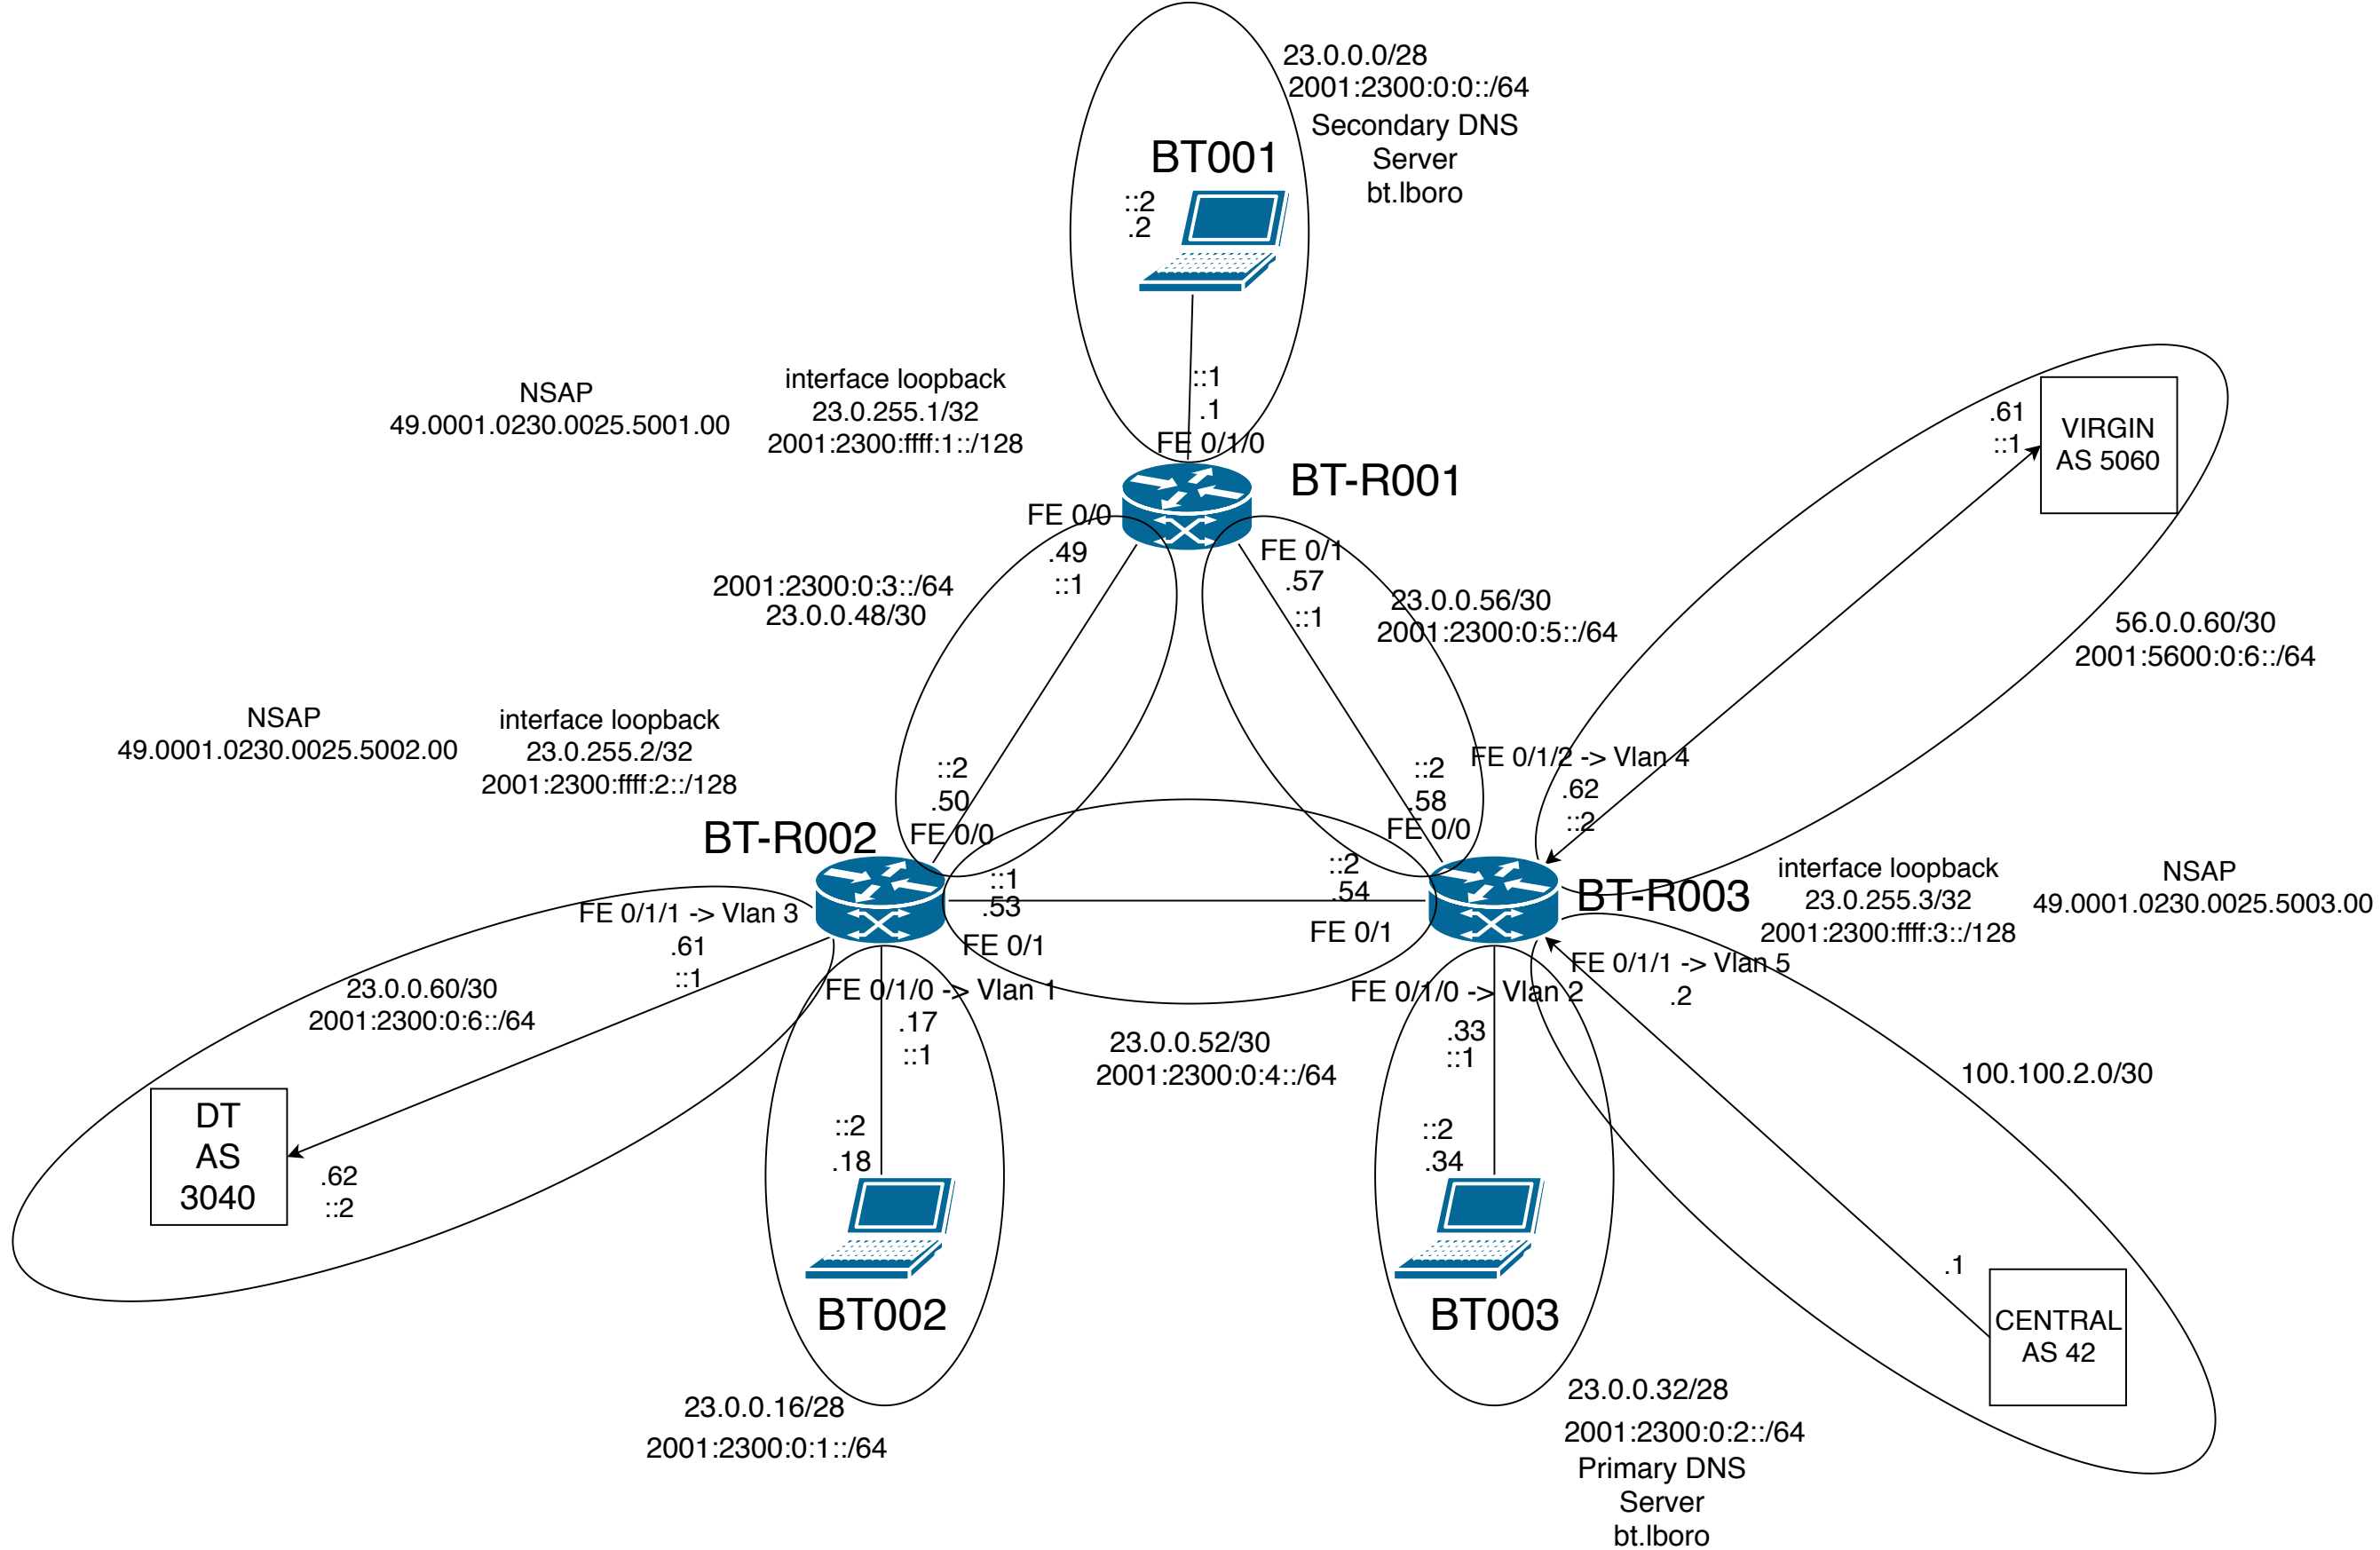 23.0.0.0/28
2001:2300:0:0::/64
Secondary DNS
Server
bt.lboro
BT001
::2
.2
::1
.1
FE 0/1/0
BT-R001
NSAP
49.0001.0230.0025.5001.00
interface loopback
23.0.255.1/32
2001:2300:ffff:1::/128
FE 0/0
.49
::1
FE 0/1
.57
::1
2001:2300:0:3::/64
23.0.0.48/30
23.0.0.56/30
2001:2300:0:5::/64
.61
::1
VIRGIN
AS 5060
56.0.0.60/30
2001:5600:0:6::/64
NSAP
49.0001.0230.0025.5002.00
interface loopback
23.0.255.2/32
2001:2300:ffff:2::/128
::2
.50
FE 0/0
BT-R002
::2
.58
FE 0/0
FE 0/1/2 -> Vlan 4
.62
::2
BT-R003
interface loopback
23.0.255.3/32
2001:2300:ffff:3::/128
NSAP
49.0001.0230.0025.5003.00
::1
.53
FE 0/1
::2
.54
FE 0/1
FE 0/1/1 -> Vlan 3
.61
::1
23.0.0.60/30
2001:2300:0:6::/64
FE 0/1/0 -> Vlan 1
.17
::1
23.0.0.52/30
2001:2300:0:4::/64
FE 0/1/0 -> Vlan 2
.33
::1
FE 0/1/1 -> Vlan 5
.2
100.100.2.0/30
DT
AS
3040
.62
::2
::2
.18
BT002
::2
.34
BT003
.1
CENTRAL
AS 42
23.0.0.16/28
2001:2300:0:1::/64
23.0.0.32/28
2001:2300:0:2::/64
Primary DNS
Server
bt.lboro